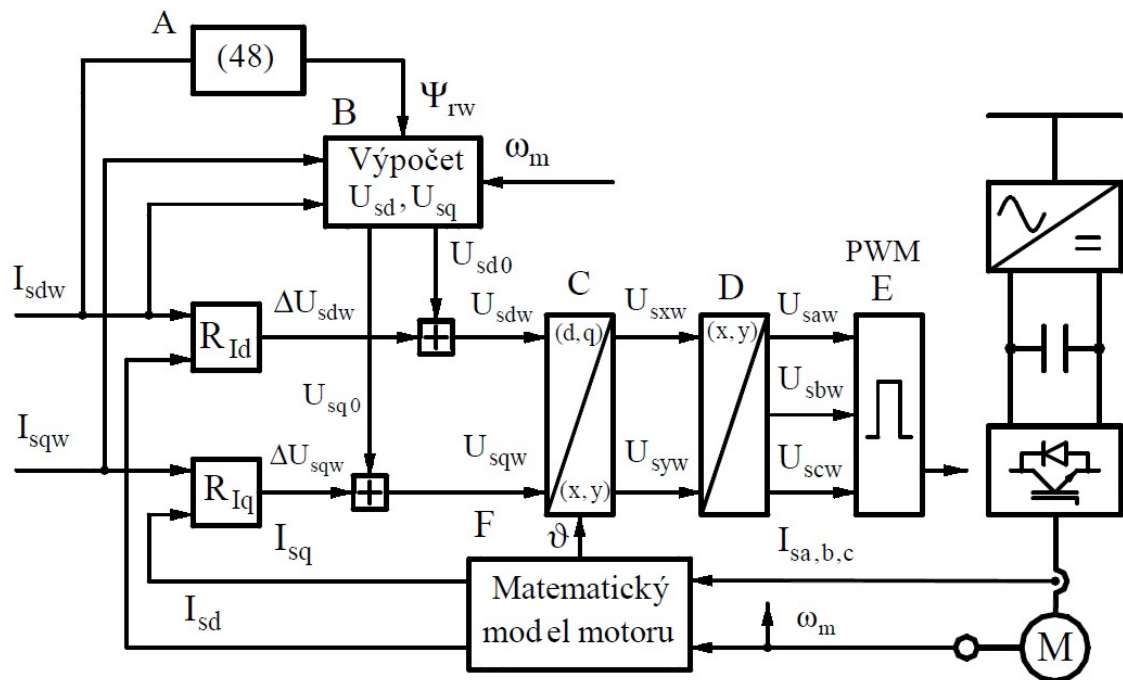 A
(48)
Ψrw
B
Výpočet
Usd, Usq
ωm
Usd0
Isdw
RId
ΔUsdw
Usdw
C
(d,q)
(x,y)
Usxw
D
(x,y)
Usaw
PWM
E
Usbw
Usq0
Isqw
RIq
ΔUsqw
Usqw
Usyw
Uscw
Isq
F
ϑ
Isa,b,c
Isd
Matematický
model motoru
ωm
M